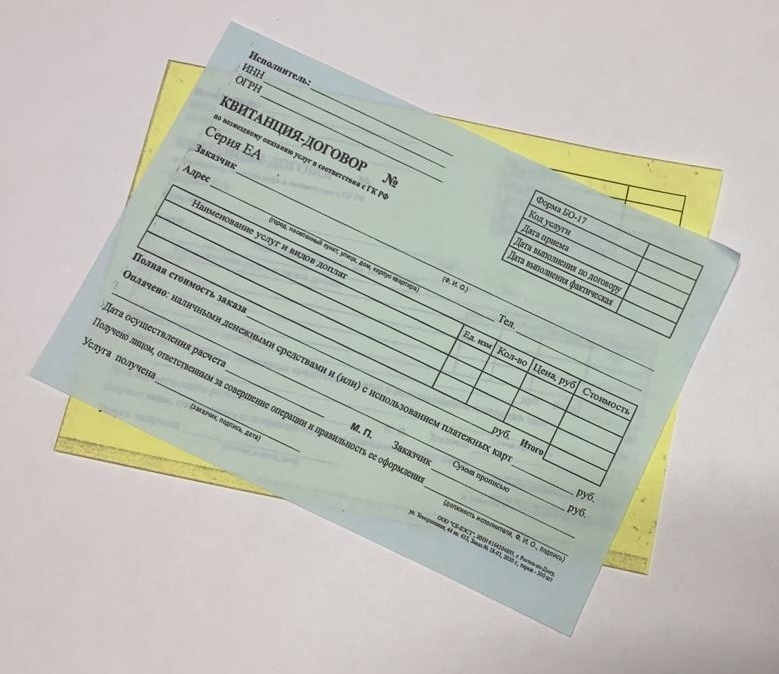 Исполнитель:
ИНН
ОГРН
КВИТАНЦИЯ-ДОГОВОР №
по возмездному оказанию услуг в соответствии с ГК РФ
Серия ЕА
Заказчик
(Ф. И. О.)
Адрес
Тел.
(город, населенный пункт, улица, дом, корпус квартира)
Форма БО-17
Код услуги
Дата приема
Дата выполнения по договору
Дата выполнения фактическая
Наименование услуг и видов доплат Ед. изм Кол-во Цена, руб Стоимость
Полная стоимость заказа руб. Итого
Оплачено: наличными денежными средствами и (или) с использованием платежных карт руб.
Сумма прописью руб.
Дата осуществления расчета М. П. Заказчик
Получено лицом, ответственным за совершение операции и правильность ее оформления
(должность исполнителя, Ф. И. О., подпись)
Услуга получена
(заказчик, подпись, дата)
г. Ростов-на-Дону,